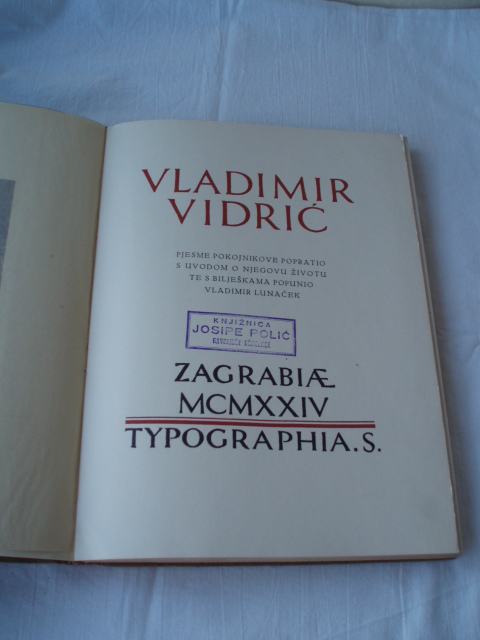 VLADIMIR
VIDRIĆ
PJESME POKOJNIKOVE POPRATIO
S UVODOM O NJEGOVU ŽIVOTU
TE S BILJEŠKAMA POPUNIO
VLADIMIR LUNAČEK
KNJIŽNICA
JOSIPE POLIĆ
ZAGRABIÆ
MCMXXIV
TYPOGRAPHIA.S.